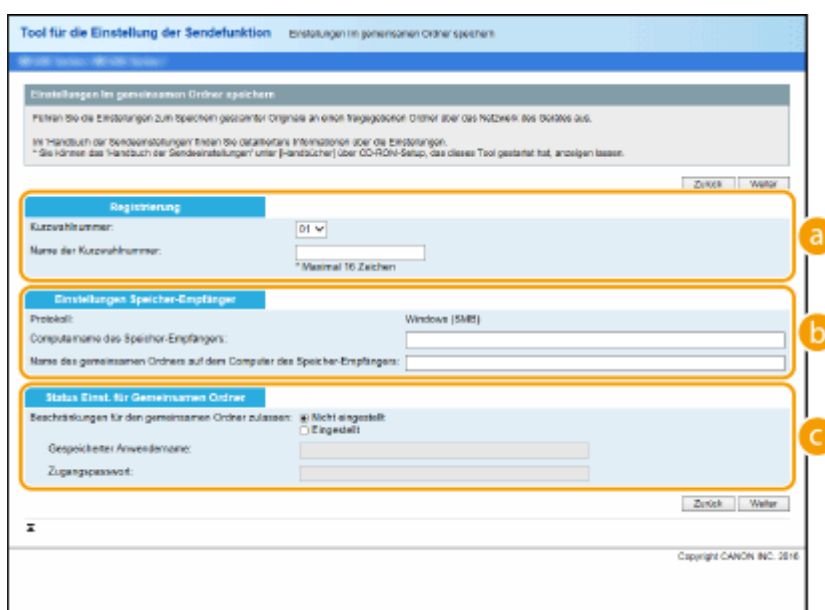 Tool für die Einstellung der Sendefunktion Einstellungen im gemeinsamen Ordner speichern
Einstellungen im gemeinsamen Ordner speichern
Führen Sie die Einstellungen zum Speichern gescannter Originale an einen freigegebenen Ordner über das Netzwerk des Gerätes aus.
Im 'Handbuch der Sendeeinstellungen' finden Sie detailliertere Informationen über die Einstellungen.
* Sie können das 'Handbuch der Sendeeinstellungen' unter [Handbücher] über CD-ROM-Setup, das dieses Tool gestartet hat, anzeigen lassen.
Zurück Weiter
Registrierung
Kurzwahlnummer: 01
Name der Kurzwahlnummer:
* Maximal 16 Zeichen
a
Einstellungen Speicher-Empfänger
Protokoll: Windows (SMB)
Computername des Speicher-Empfängers:
Name des gemeinsamen Ordners auf dem Computer des Speicher-Empfängers:
b
Status Einst. für Gemeinsamen Ordner
Beschränkungen für den gemeinsamen Ordner zulassen: Nicht eingestellt
Eingestellt
Gespeicherter Anwendername:
Zugangspasswort:
c
Zurück Weiter
Copyright CANON INC. 2016